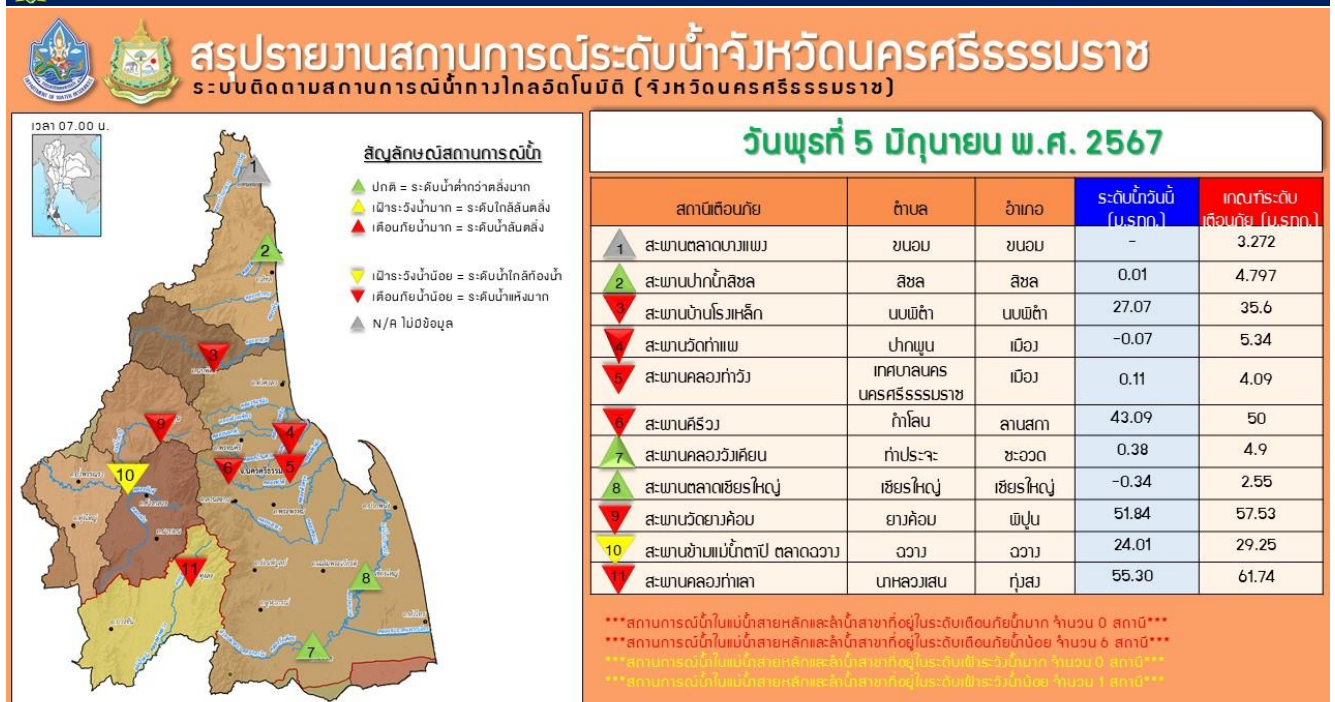 สรุปรายงานสถานการณ์ระดับน้ำจังหวัดนครศรีธรรมราช
ระบบติดตามสถานการณ์น้ำทางไกลอัตโนมัติ (จังหวัดนครศรีธรรมราช)
เวลา 07.00 น.
สัญลักษณ์สถานการณ์น้ำ
ปกติ = ระดับน้ำต่ำกว่าตลิ่งมาก
เฝ้าระวังน้ำมาก = ระดับใกล้ล้นตลิ่ง
เตือนภัยน้ำมาก = ระดับน้ำล้นตลิ่ง
เฝ้าระวังน้ำน้อย = ระดับน้ำใกล้ท้องน้ำ
เตือนภัยน้ำน้อย = ระดับน้ำแห้งมาก
N/A ไม่มีข้อมูล
1
2
3
9
4
6
5
10
11
8
7
วันพุธที่ 5 มิถุนายน พ.ศ. 2567
สถานีเตือนภัย ตำบล อำเภอ ระดับน้ำวันนี้ (ม.รทก.) เกณฑ์ระดับเตือนภัย (ม.รทก.)
1 สะพานตลาดบางแพง ขนอม ขนอม - 3.272
2 สะพานปากน้ำสิชล สิชล สิชล 0.01 4.797
3 สะพานบ้านโรงเหล็ก นบพิตำ นบพิตำ 27.07 35.6
4 สะพานวัดท่าแพ ปากพูน เมือง -0.07 5.34
5 สะพานคลองท่าวัง เทศบาลนครนครศรีธรรมราช เมือง 0.11 4.09
6 สะพานคีรีวง กำโลน ลานสกา 43.09 50
7 สะพานคลองวังเคียน ท่าประจะ ชะอวด 0.38 4.9
8 สะพานตลาดเชียรใหญ่ เชียรใหญ่ เชียรใหญ่ -0.34 2.55
9 สะพานวัดยางค้อม ยางค้อม พิปูน 51.84 57.53
10 สะพานข้ามแม่น้ำตาปี ตลาดฉวาง ฉวาง ฉวาง 24.01 29.25
11 สะพานคลองท่าเลา นาหลวงเสน ทุ่งสง 55.30 61.74
***สถานการณ์น้ำในแม่น้ำสายหลักและลำน้ำสาขาที่อยู่ในระดับเตือนภัยน้ำมาก จำนวน 0 สถานี***
***สถานการณ์น้ำในแม่น้ำสายหลักและลำน้ำสาขาที่อยู่ในระดับเตือนภัยน้ำน้อย จำนวน 6 สถานี***
***สถานการณ์น้ำในแม่น้ำสายหลักและลำน้ำสาขาที่อยู่ในระดับเฝ้าระวังน้ำมาก จำนวน 0 สถานี***
***สถานการณ์น้ำในแม่น้ำสายหลักและลำน้ำสาขาที่อยู่ในระดับเฝ้าระวังน้ำน้อย จำนวน 1 สถานี***